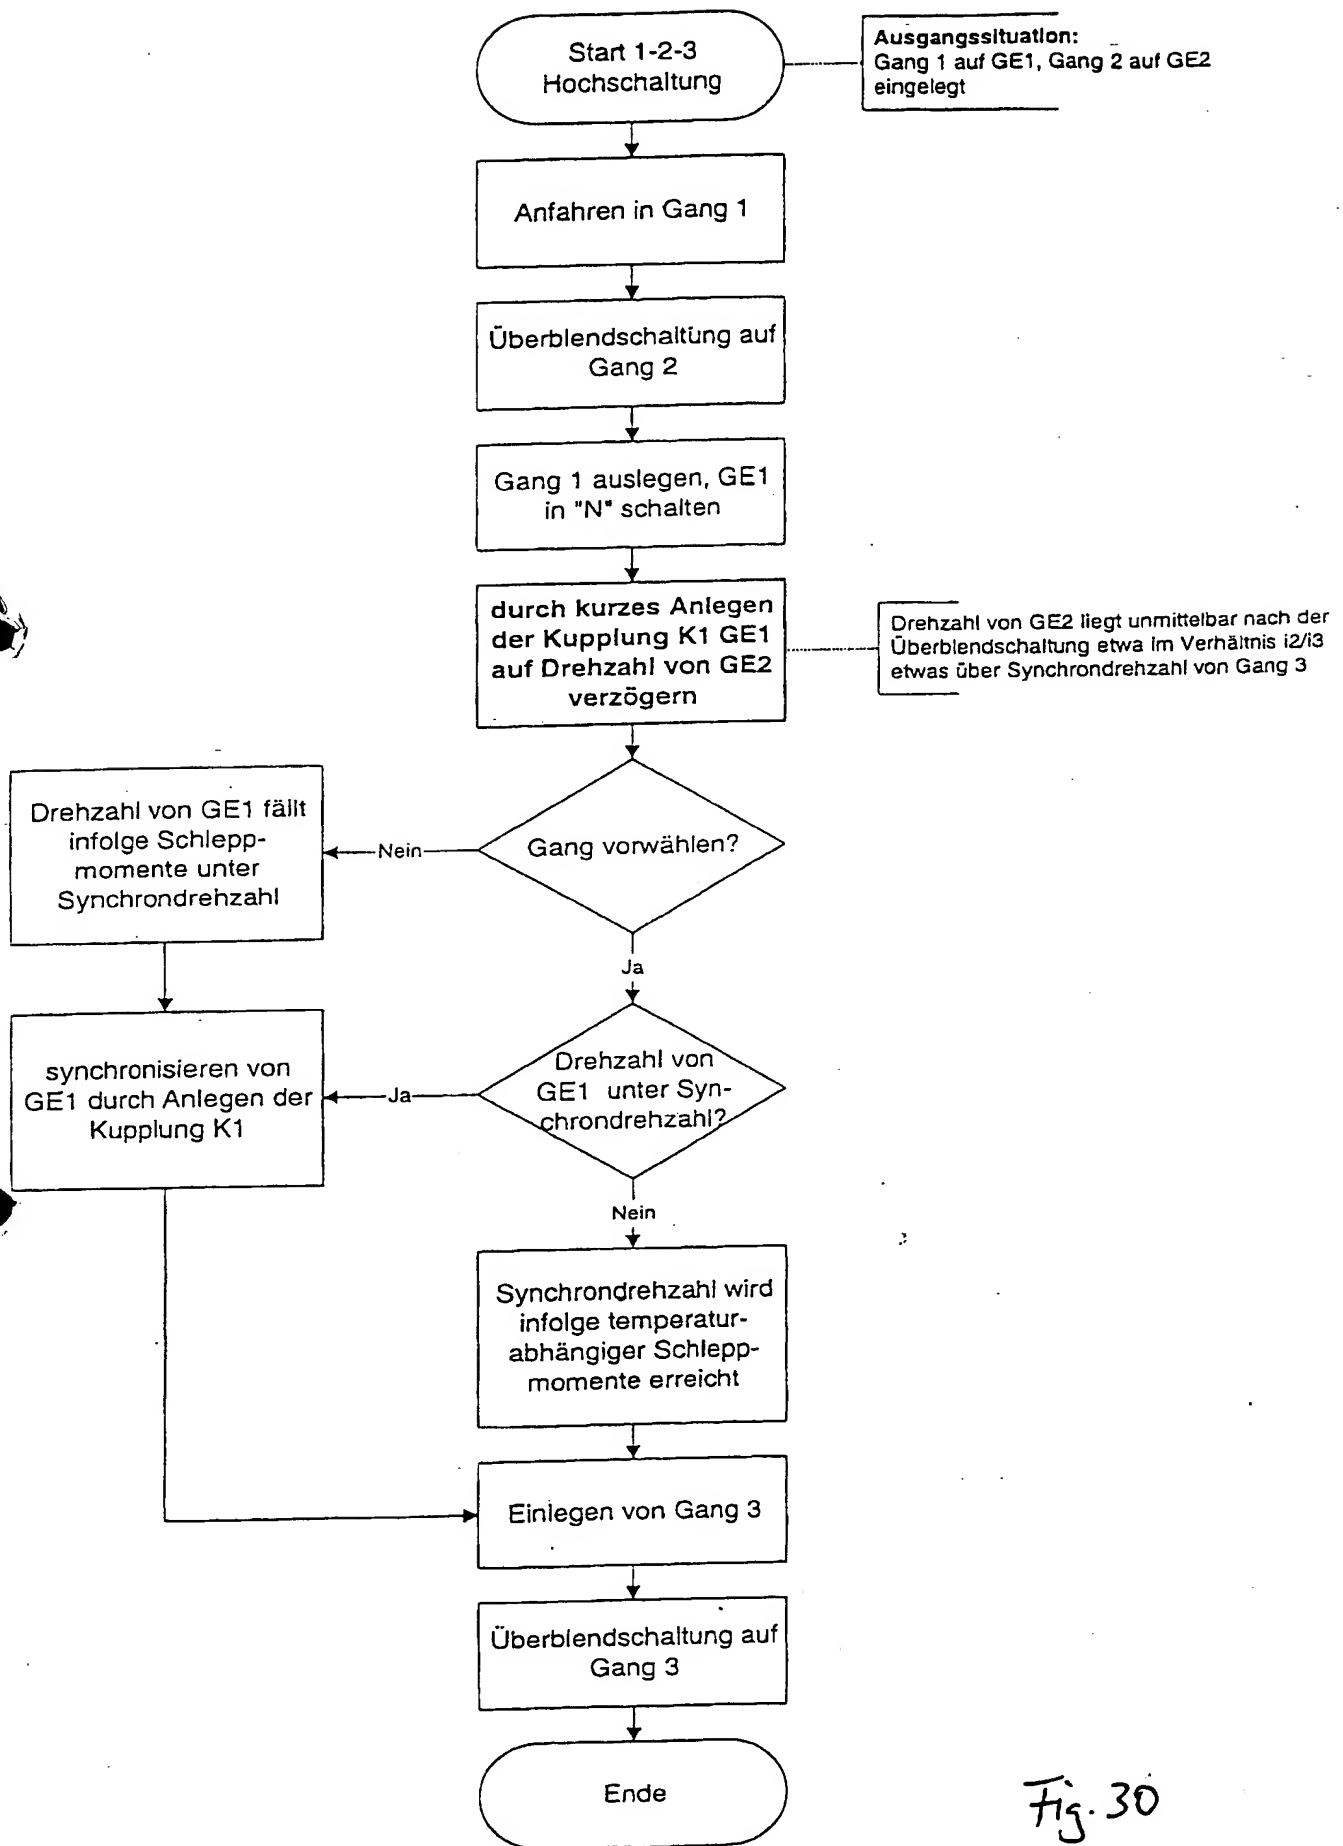 Start 1-2-3
Hochschaltung
Ausgangssituation:
Gang 1 auf GE1, Gang 2 auf GE2
eingelegt
Anfahren in Gang 1
Überblendschaltung auf
Gang 2
Gang 1 auslegen, GE1
in "N" schalten
durch kurzes Anlegen
der Kupplung K1 GE1
auf Drehzahl von GE2
verzögern
Drehzahl von GE2 liegt unmittelbar nach der
Überblendschaltung etwa im Verhältnis i2/i3
etwas über Synchrondrehzahl von Gang 3
Gang vorwählen?
Nein
Drehzahl von GE1 fällt
infolge Schlepp-
momente unter
Synchrondrehzahl
Ja
Drehzahl von
GE1 unter Syn-
chrondrehzahl?
Ja
synchronisieren von
GE1 durch Anlegen der
Kupplung K1
Nein
Synchrondrehzahl wird
infolge temperatur-
abhängiger Schlepp-
momente erreicht
Einlegen von Gang 3
Überblendschaltung auf
Gang 3
Ende
Fig. 30